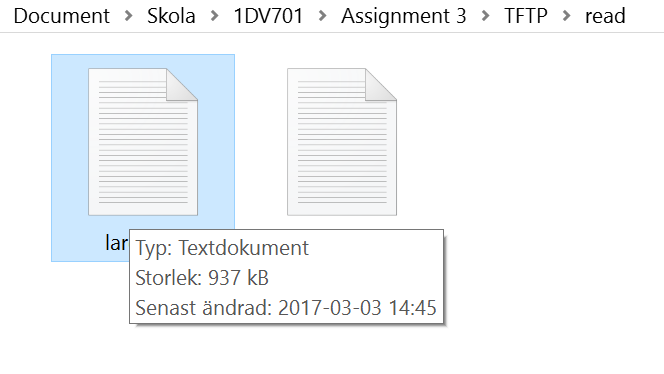 Document > Skola > 1DV701 > Assignment 3 > TFTP > read
Typ: Textdokument
Storlek: 937 kB
Senast ändrad: 2017-03-03 14:45